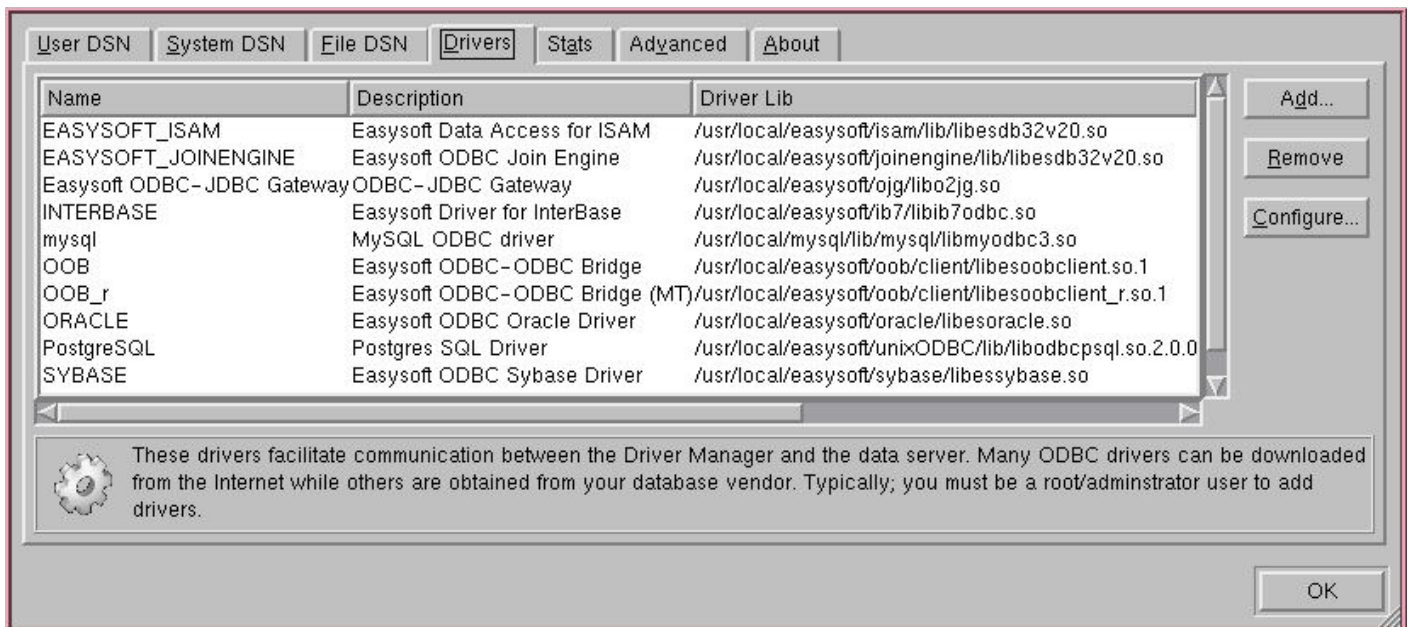 User DSN System DSN File DSN Drivers Stats Advanced About
Name Description Driver Lib
EASYSOFT_ISAM Easysoft Data Access for ISAM /usr/local/easysoft/isam/lib/libesdb32v20.so
EASYSOFT_JOINENGINE Easysoft ODBC Join Engine /usr/local/easysoft/joinengine/lib/libesdb32v20.so
Easysoft ODBC-JDBC Gateway ODBC-JDBC Gateway /usr/local/easysoft/ojg/libo2jg.so
INTERBASE Easysoft Driver for InterBase /usr/local/easysoft/ib7/libib7odbc.so
mysql MySQL ODBC driver /usr/local/mysql/lib/mysql/libmyodbc3.so
OOB Easysoft ODBC-ODBC Bridge /usr/local/easysoft/oob/client/libesoobclient.so.1
OOB_r Easysoft ODBC-ODBC Bridge (MT) /usr/local/easysoft/oob/client/libesoobclient_r.so.1
ORACLE Easysoft ODBC Oracle Driver /usr/local/easysoft/oracle/libesoracle.so
PostgreSQL Postgres SQL Driver /usr/local/easysoft/unixODBC/lib/libodbcpsql.so.2.0.0
SYBASE Easysoft ODBC Sybase Driver /usr/local/easysoft/sybase/libessybase.so
Add...
Remove
Configure...
These drivers facilitate communication between the Driver Manager and the data server. Many ODBC drivers can be downloaded
from the Internet while others are obtained from your database vendor. Typically; you must be a root/adminstrator user to add
drivers.
OK